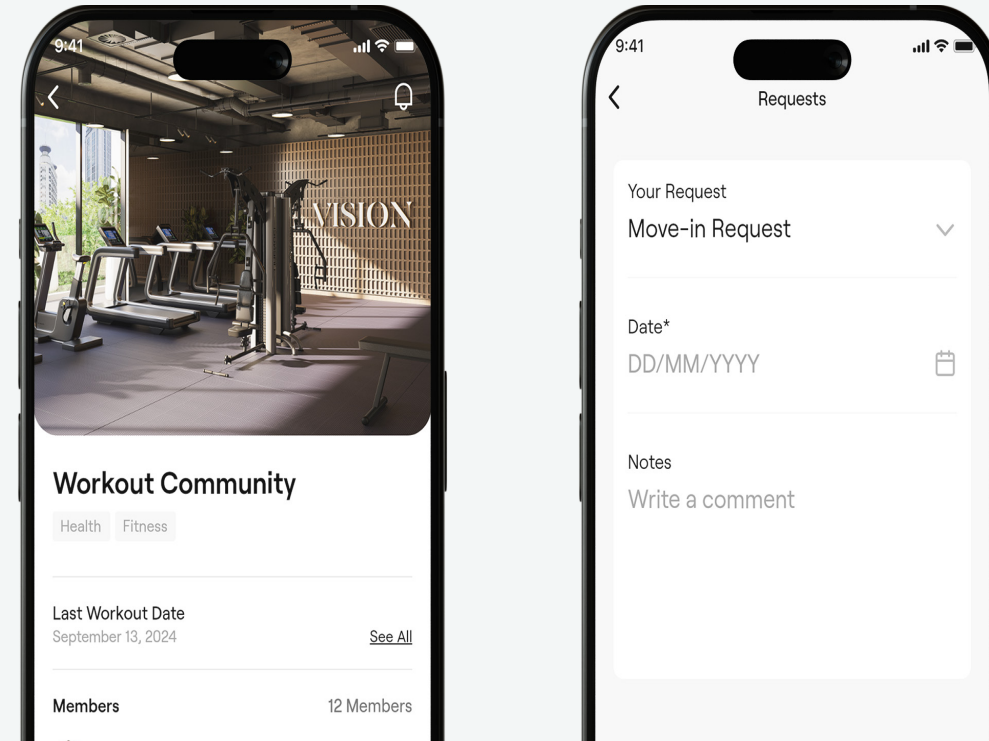 9:41
VISION
Workout Community
Health Fitness
Last Workout Date
September 13, 2024 See All
Members 12 Members
9:41
Requests
Your Request
Move-in Request
Date*
DD/MM/YYYY
Notes
Write a comment